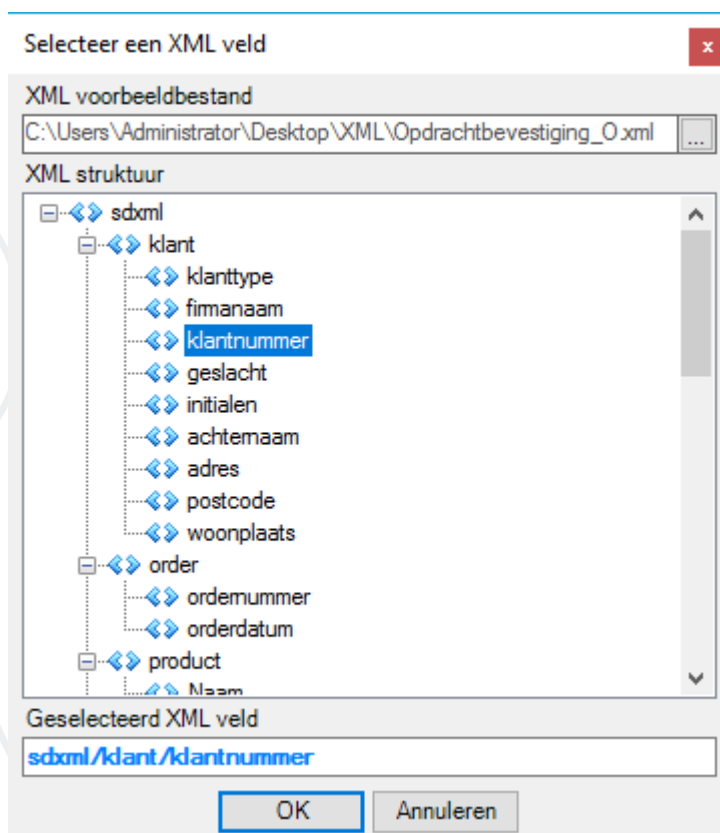 Selecteer een XML veld
x
XML voorbeeldbestand
C:\Users\Administrator\Desktop\XML\Opdrachtbevestiging_O.xml
...
XML struktuur
sdxml
klant
klanttype
firmanaam
klantnummer
geslacht
initialen
achternaam
adres
postcode
woonplaats
order
ordernummer
orderdatum
product
Naam
Geselecteerd XML veld
sdxml/klant/klantnummer
OK Annuleren